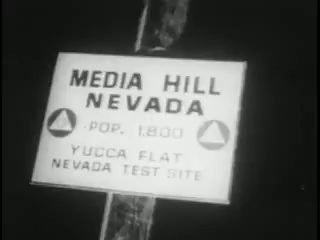 MEDIA HILL
NEVADA
POP. 1.800
YUCCA FLAT
NEVADA TEST SITE